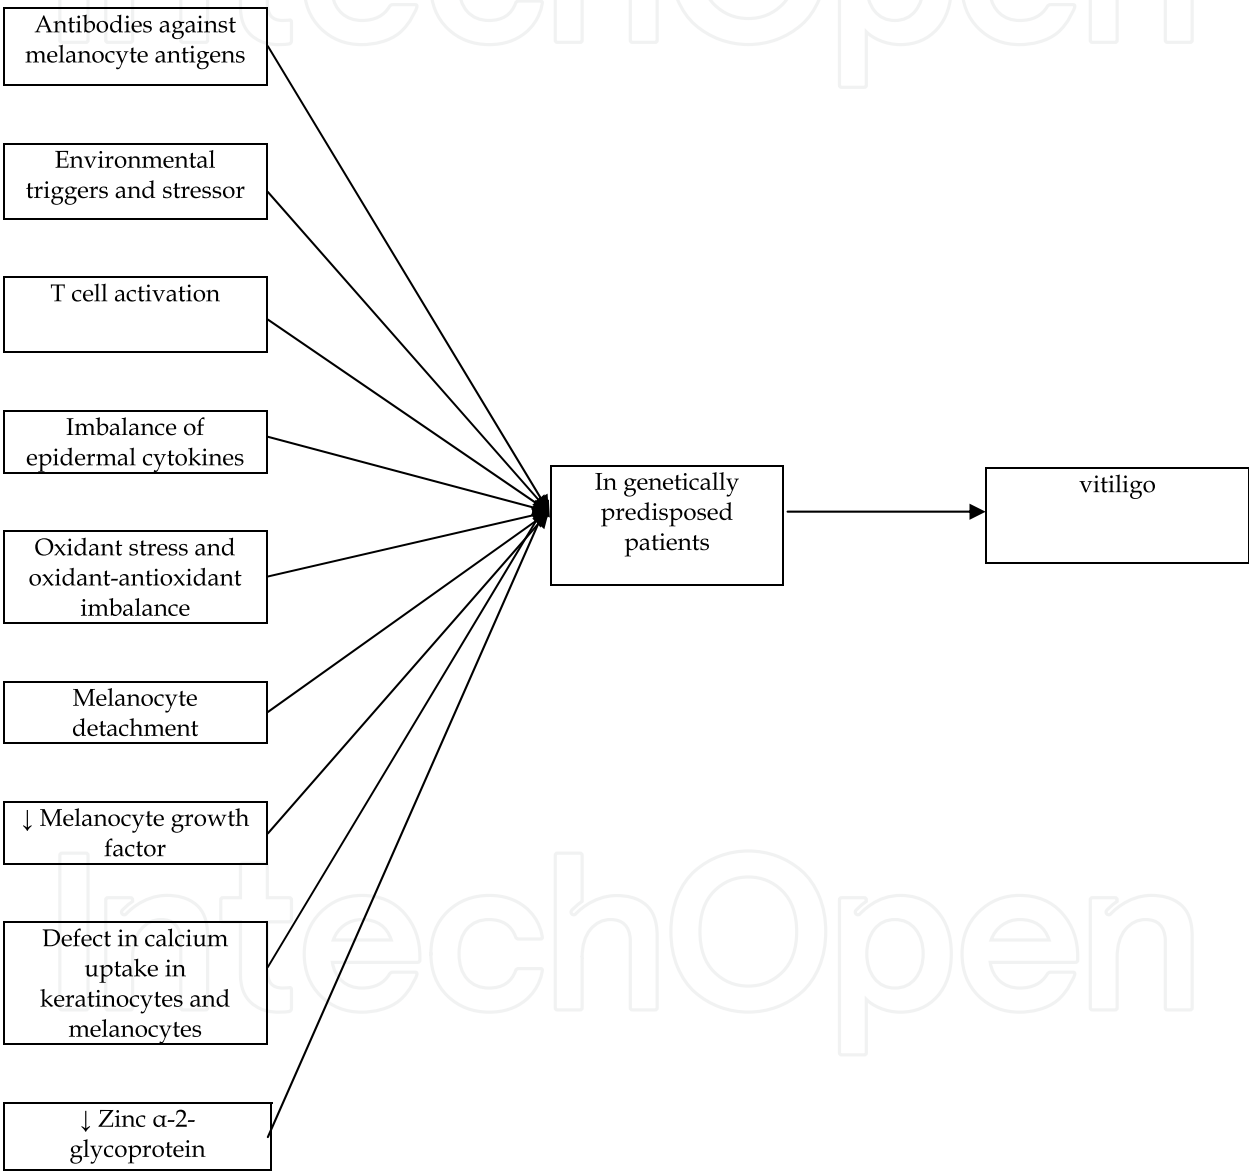 IntechOpen
Antibodies against
melanocyte antigens
Environmental
triggers and stressor
T cell activation
Imbalance of
epidermal cytokines
Oxidant stress and
oxidant-antioxidant
imbalance
Melanocyte
detachment
↓ Melanocyte growth
factor
Defect in calcium
uptake in
keratinocytes and
melanocytes
↓ Zinc α-2-
glycoprotein
In genetically
predisposed
patients
vitiligo
IntechOpen